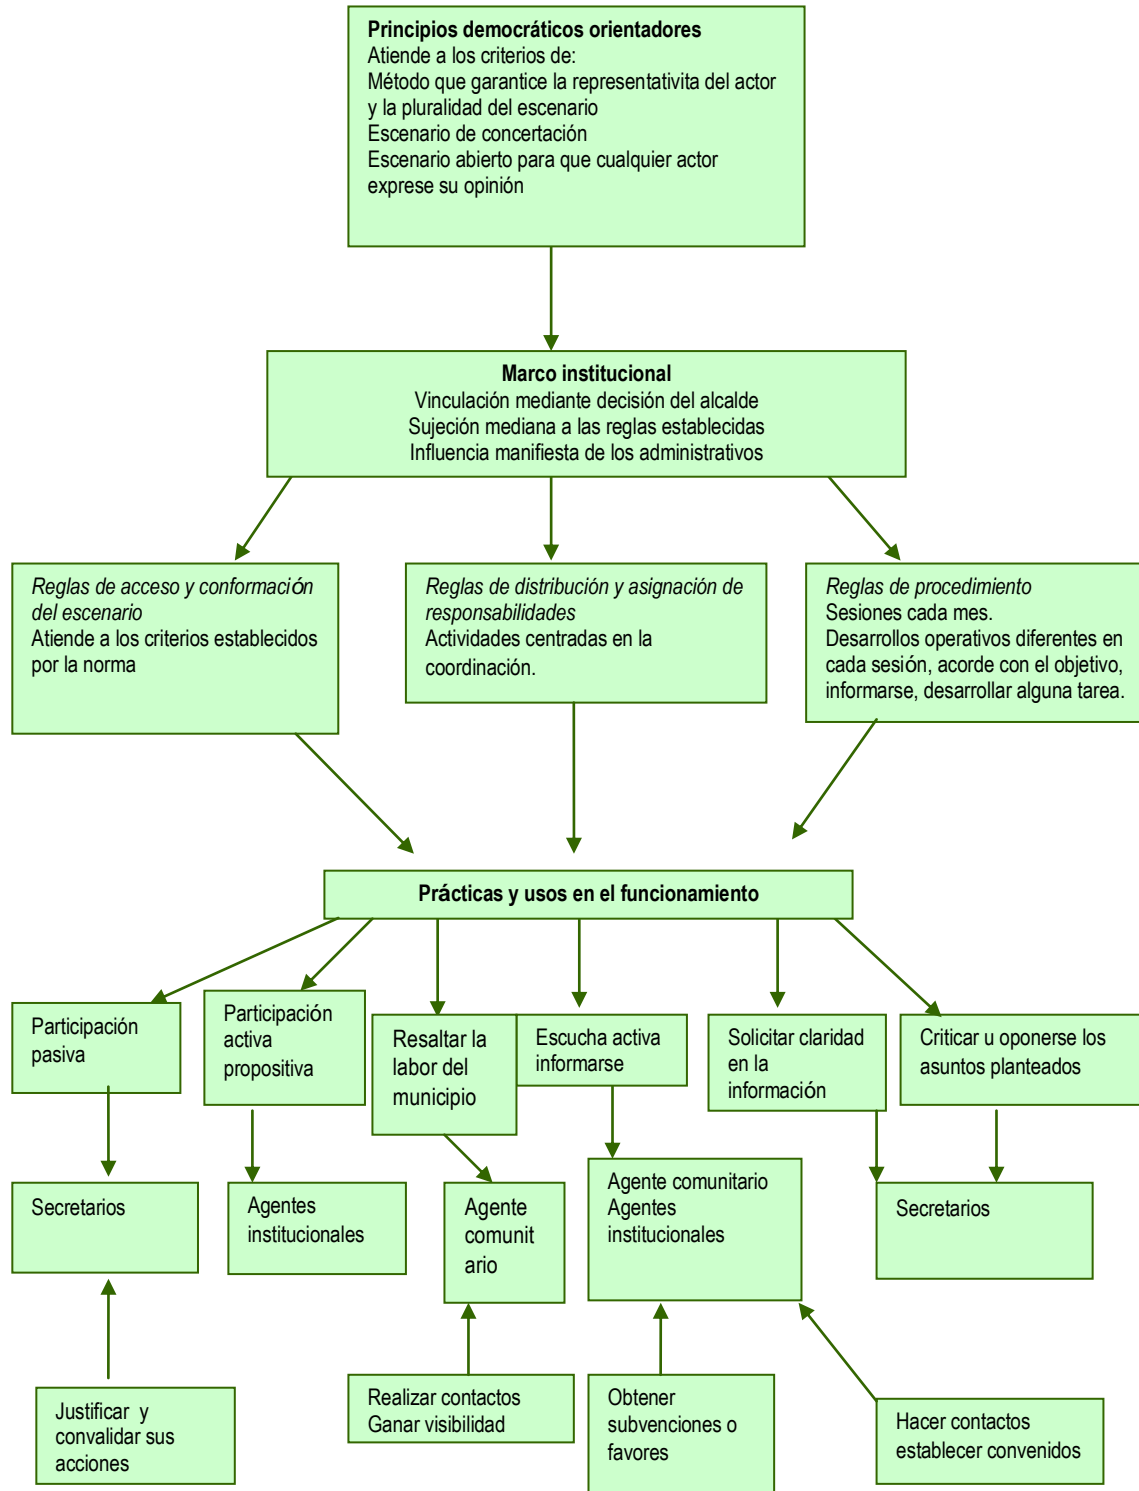 Principios democráticos orientadores
Atiende a los criterios de:
Método que garantice la representativita del actor
y la pluralidad del escenario
Escenario de concertación
Escenario abierto para que cualquier actor
exprese su opinión
Marco institucional
Vinculación mediante decisión del alcalde
Sujeción mediana a las reglas establecidas
Influencia manifiesta de los administrativos
Reglas de acceso y conformación
del escenario
Atiende a los criterios establecidos
por la norma
Reglas de distribución y asignación de
responsabilidades
Actividades centradas en la
coordinación.
Reglas de procedimiento
Sesiones cada mes.
Desarrollos operativos diferentes en
cada sesión, acorde con el objetivo,
informarse, desarrollar alguna tarea.
Prácticas y usos en el funcionamiento
Participación
pasiva
Participación
activa
propositiva
Resaltar la
labor del
municipio
Escucha activa
informarse
Solicitar claridad
en la
información
Criticar u oponerse los
asuntos planteados
Secretarios
Agentes
institucionales
Agente
comunit
ario
Agente comunitario
Agentes
institucionales
Secretarios
Justificar y
convalidar sus
acciones
Realizar contactos
Ganar visibilidad
Obtener
subvenciones o
favores
Hacer contactos
establecer convenidos